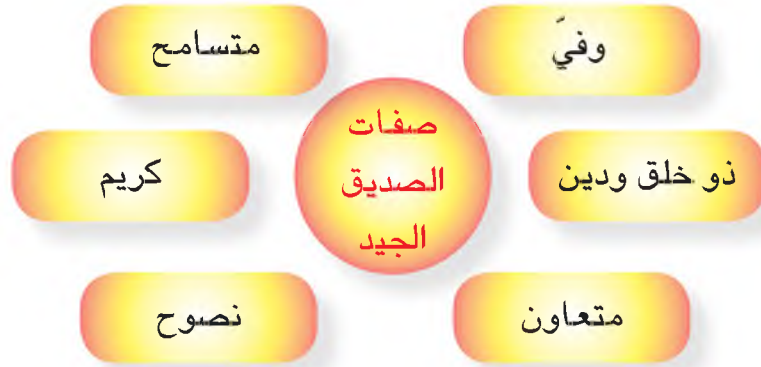 وفيّ
متسامح
صفات
الصديق
الجيد
ذو خلق ودين
كريم
متعاون
نصوح